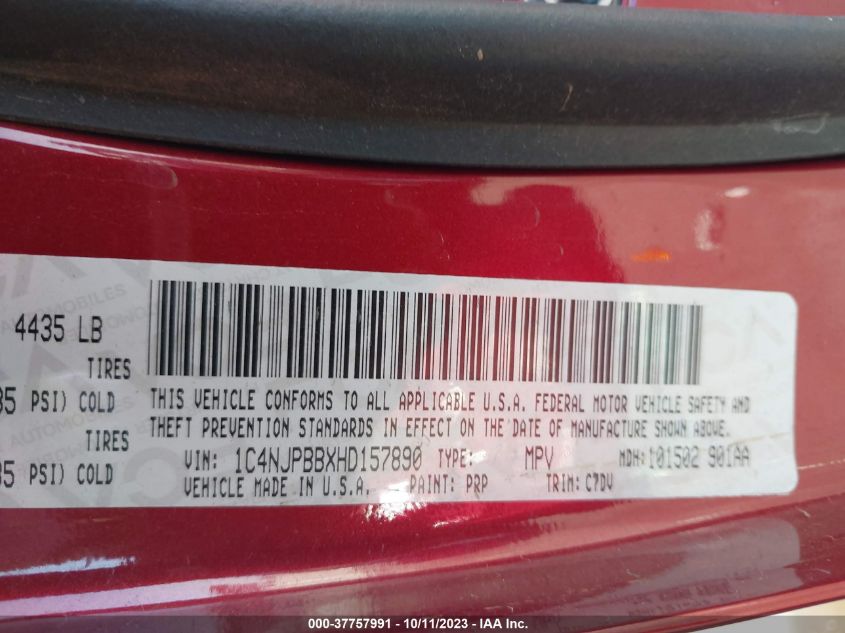 4435 LB
TIRES
35 PSI) COLD
TIRES
35 PSI) COLD
THIS VEHICLE CONFORMS TO ALL APPLICABLE U.S.A. FEDERAL MOTOR VEHICLE SAFETY AND
THEFT PREVENTION STANDARDS IN EFFECT ON THE DATE OF MANUFACTURE SHOWN ABOVE.
VIN: 1C4NJPBBXHD157890 TYPE: MPV MDH: 101502 901AA
VEHICLE MADE IN U.S.A. PAINT: PRP TRIM: C7DV
000-37757991 - 10/11/2023 - IAA Inc.